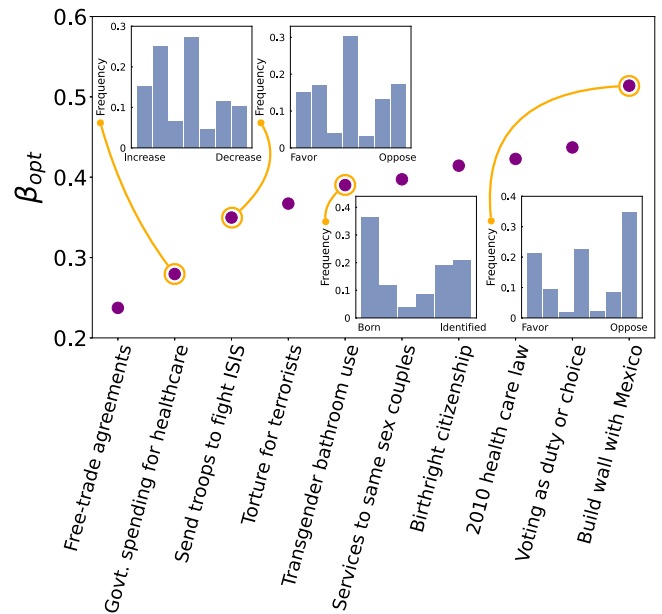 0.6
0.5
0.4
0.3
0.2
βopt
0.3
0.2
0.1
0
Frequency
Increase Decrease
0.3
0.2
0.1
0
Frequency
Favor Oppose
0.4
0.3
0.2
0.1
0
Frequency
Born Identified
0.4
0.3
0.2
0.1
0
Frequency
Favor Oppose
Free-trade agreements
Govt. spending for healthcare
Send troops to fight ISIS
Torture for terrorists
Transgender bathroom use
Services to same sex couples
Birthright citizenship
2010 health care law
Voting as duty or choice
Build wall with Mexico